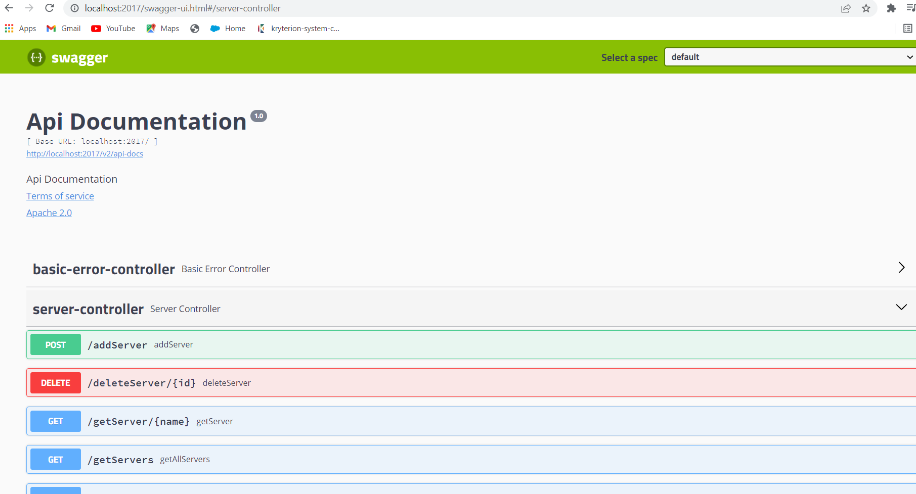 localhost:2017/swagger-ui.html#/server-controller
Apps Gmail YouTube Maps Home kryterion-system-c...
{...} swagger Select a spec default
Api Documentation 1.0
[ Base URL: localhost:2017/ ]
http://localhost:2017/v2/api-docs
Api Documentation
Terms of service
Apache 2.0
basic-error-controller Basic Error Controller
server-controller Server Controller
POST /addServer addServer
DELETE /deleteServer/{id} deleteServer
GET /getServer/{name} getServer
GET /getServers getAllServers